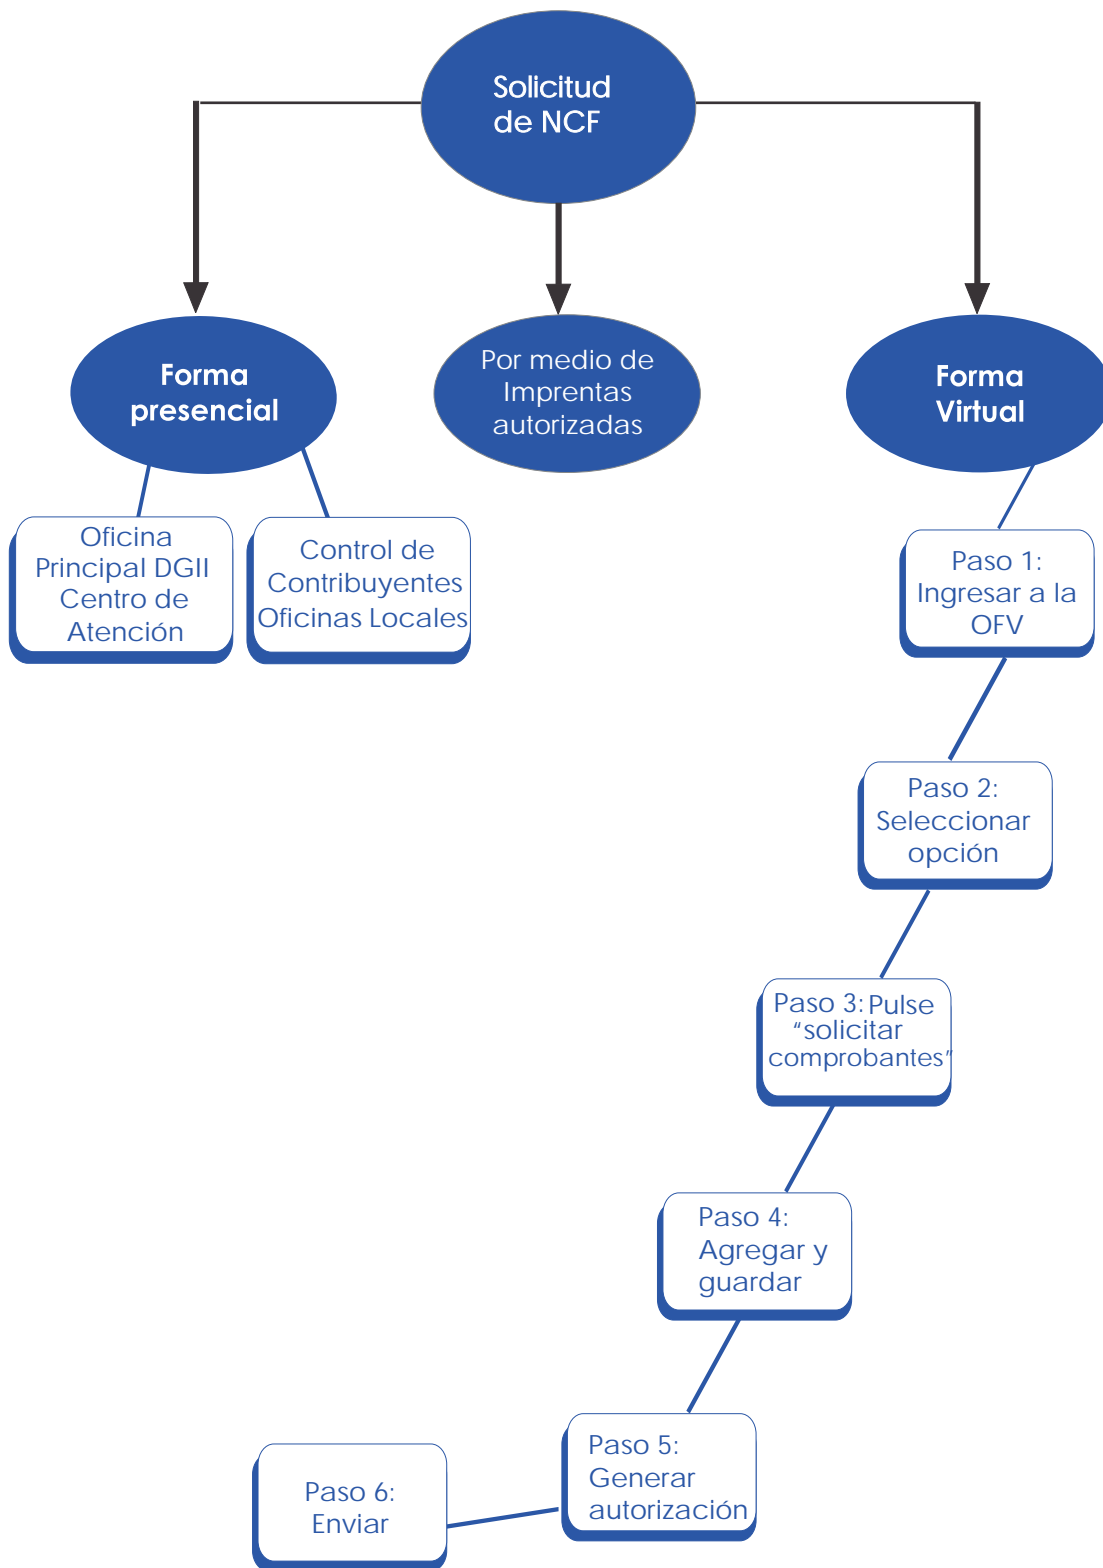 Solicitud
de NCF
Forma
presencial
Por medio de
Imprentas
autorizadas
Forma
Virtual
Oficina
Principal DGII
Centro de
Atención
Control de
Contribuyentes
Oficinas Locales
Paso 1:
Ingresar a la
OFV
Paso 2:
Seleccionar
opción
Paso 3: Pulse
“solicitar
comprobantes”
Paso 4:
Agregar y
guardar
Paso 5:
Generar
autorización
Paso 6:
Enviar